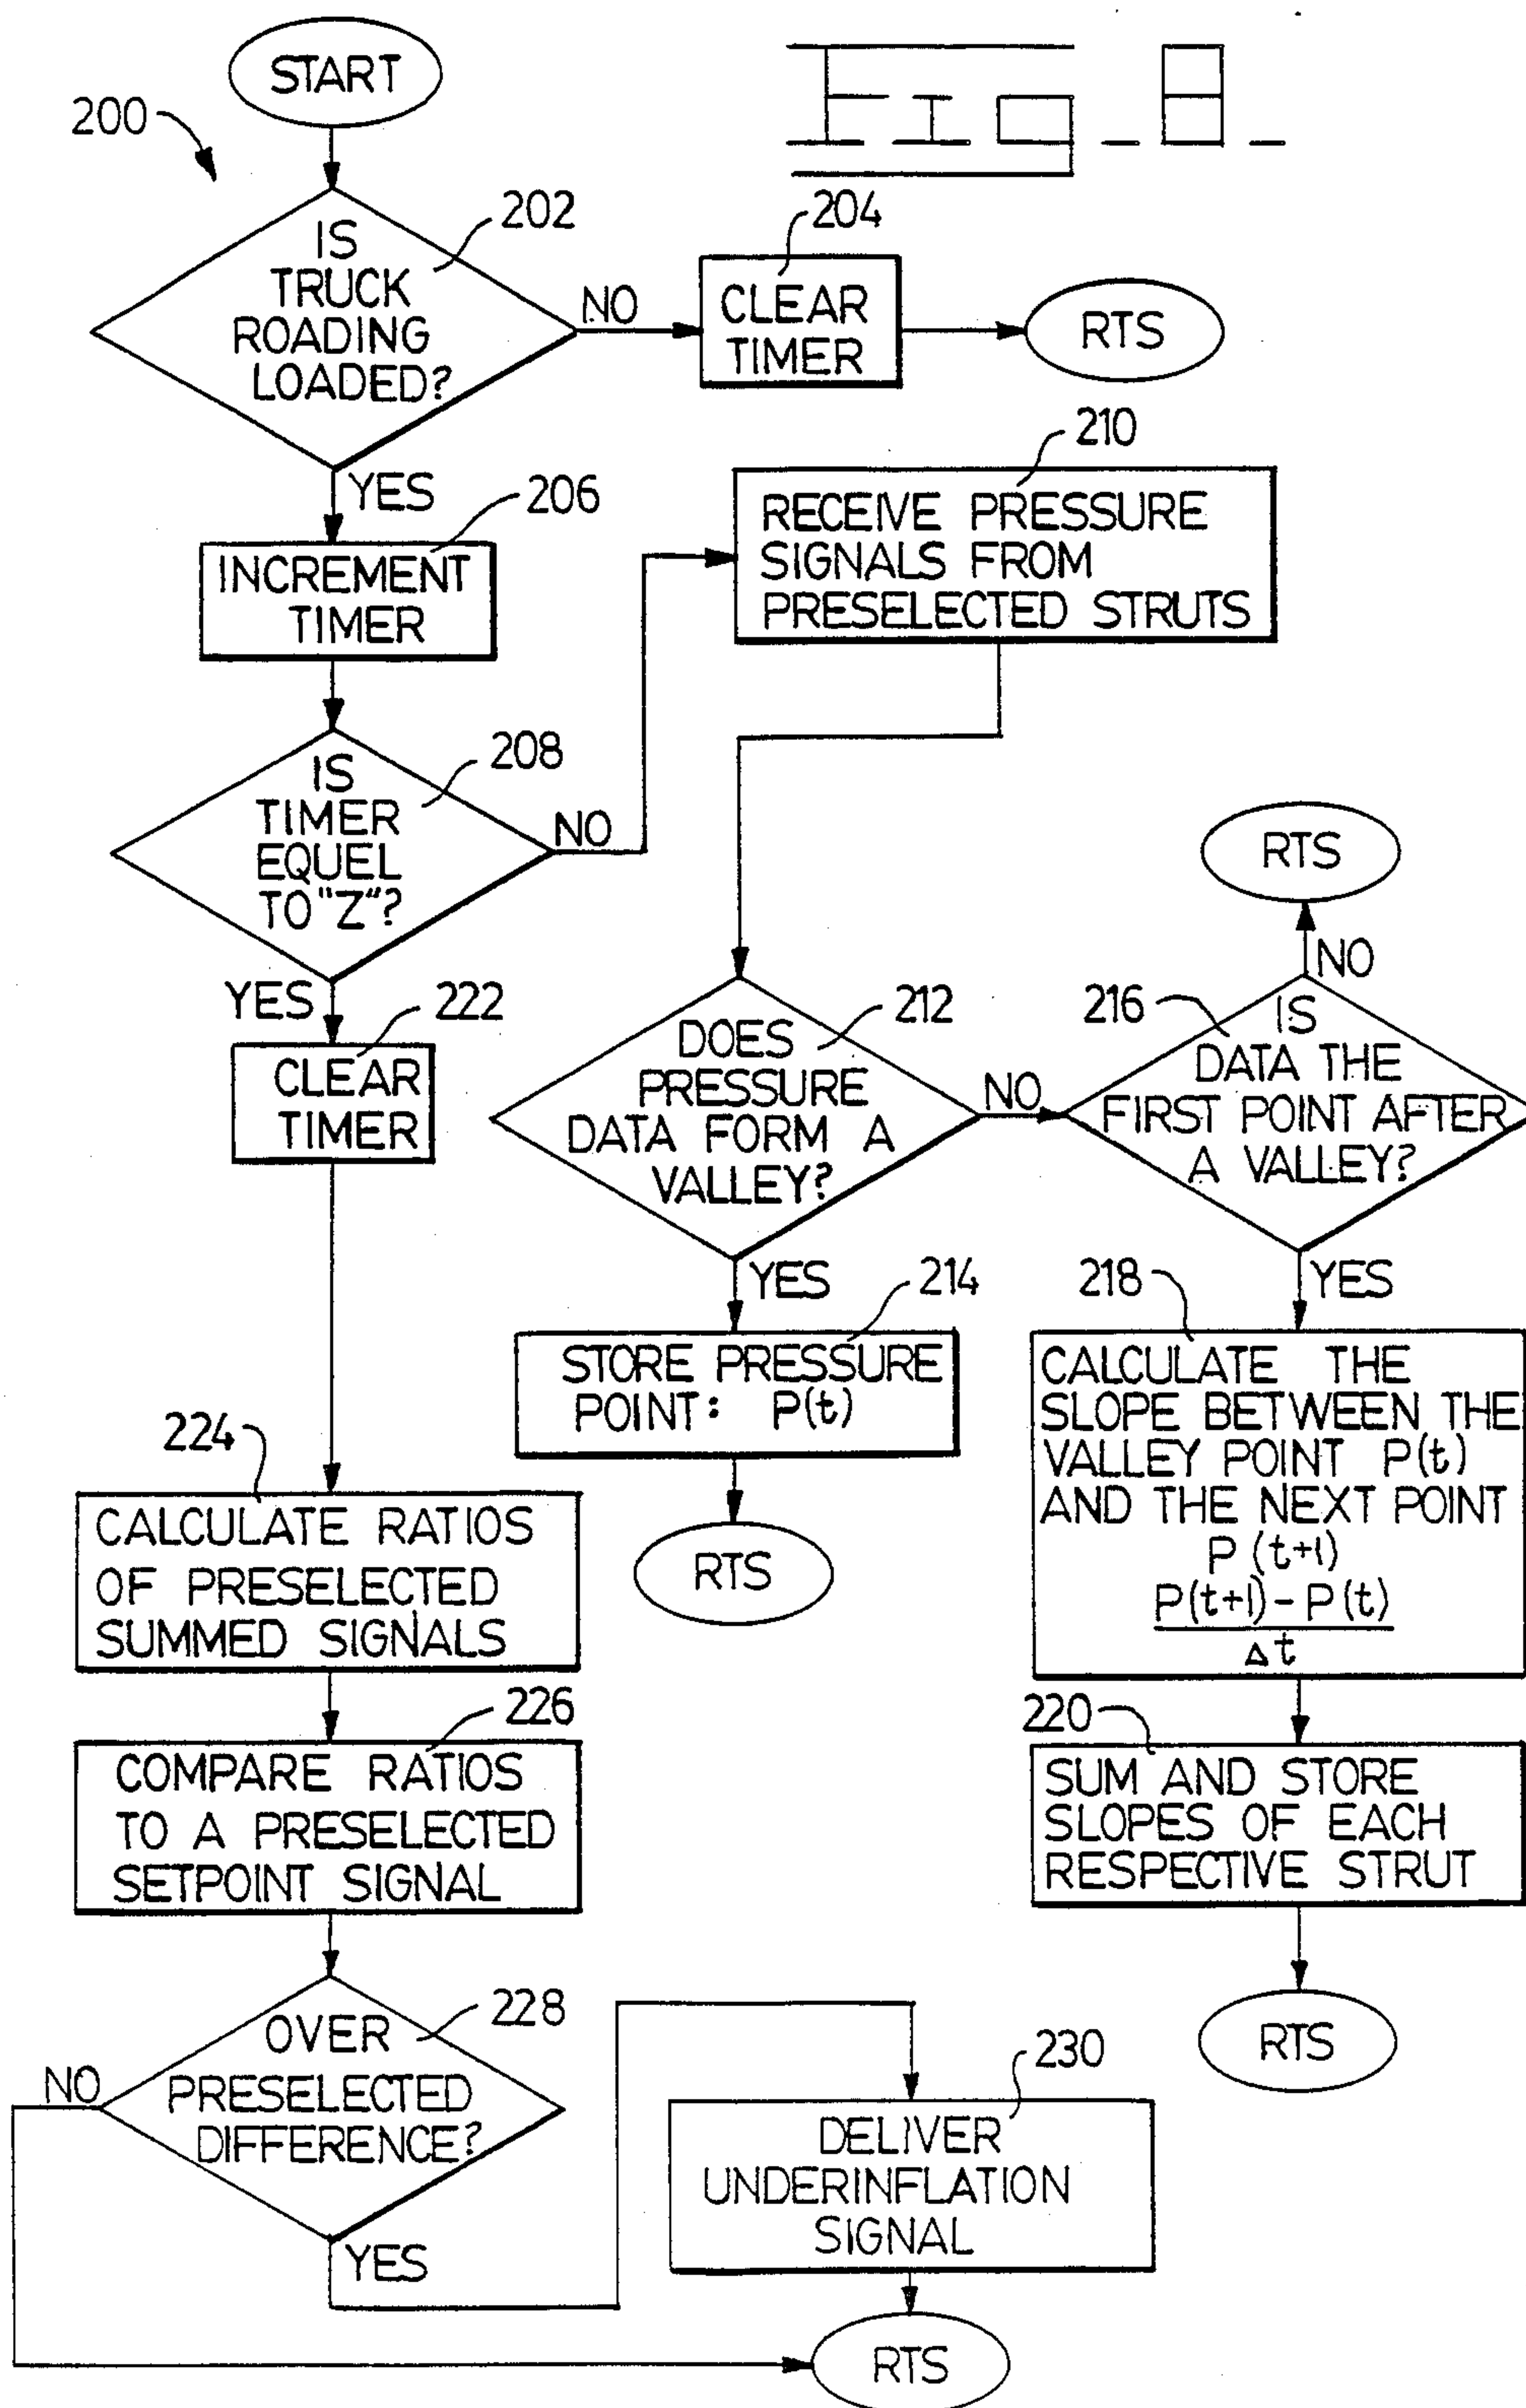 START
Fig_8_
200
202
IS
TRUCK
ROADING
LOADED?
NO
204
CLEAR
TIMER
RTS
YES
206
INCREMENT
TIMER
210
RECEIVE PRESSURE
SIGNALS FROM
PRESELECTED STRUTS
208
IS
TIMER
EQUEL
TO "Z"?
NO
YES
222
CLEAR
TIMER
212
DOES
PRESSURE
DATA FORM A
VALLEY?
NO
RTS
NO
216
IS
DATA THE
FIRST POINT AFTER
A VALLEY?
YES
214
STORE PRESSURE
POINT: P(t)
RTS
YES
218
CALCULATE THE
SLOPE BETWEEN THE
VALLEY POINT P(t)
AND THE NEXT POINT
P(t+1)
P(t+1) - P(t)
Δt
220
SUM AND STORE
SLOPES OF EACH
RESPECTIVE STRUT
RTS
224
CALCULATE RATIOS
OF PRESELECTED
SUMMED SIGNALS
226
COMPARE RATIOS
TO A PRESELECTED
SETPOINT SIGNAL
228
OVER
PRESELECTED
DIFFERENCE?
NO
YES
230
DELIVER
UNDERINFLATION
SIGNAL
RTS